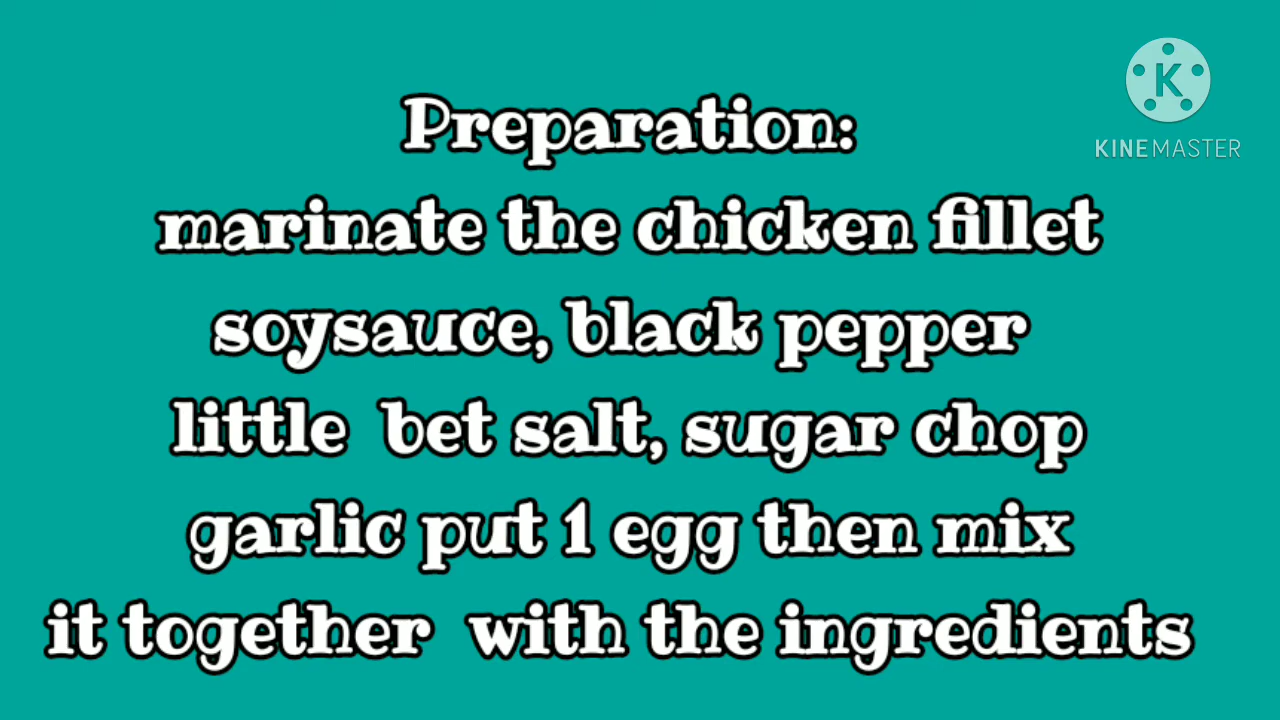 Preparation:
marinate the chicken fillet
soysauce, black pepper
little bet salt, sugar chop
garlic put 1 egg then mix
it together with the ingredients
K
KINEMASTER